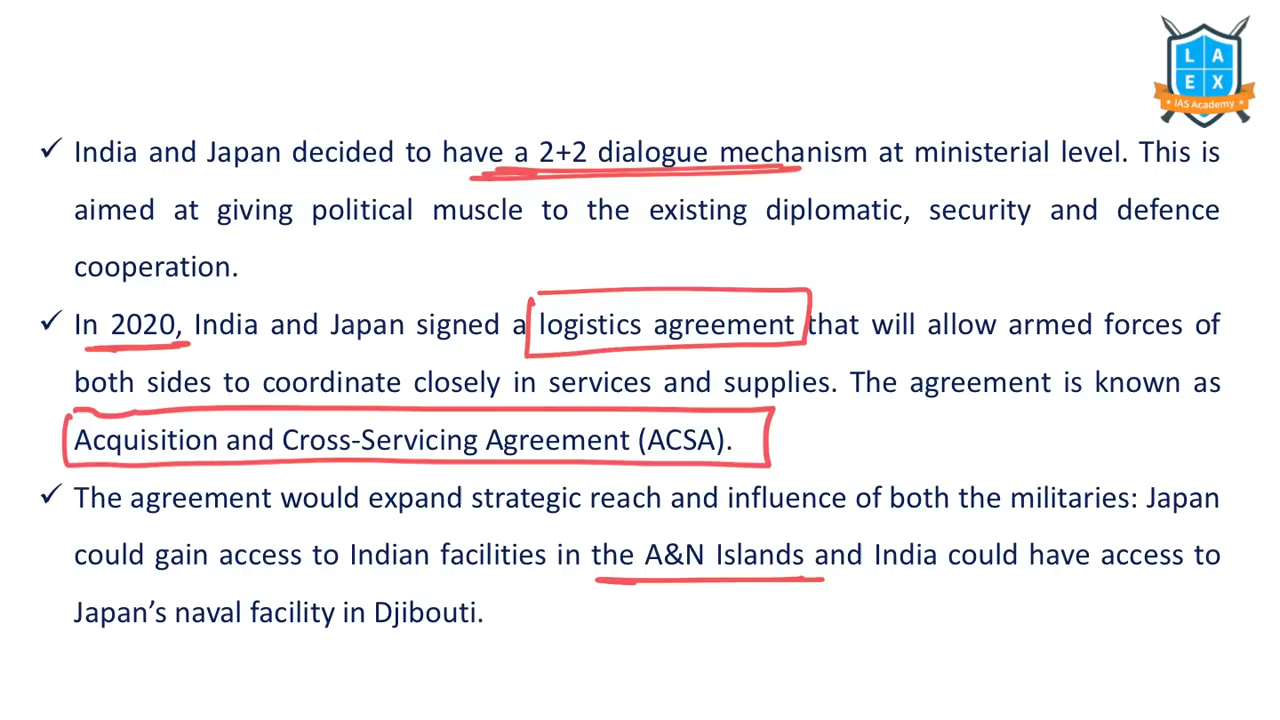 L A
E X
IAS Academy
✓ India and Japan decided to have a 2+2 dialogue mechanism at ministerial level. This is
aimed at giving political muscle to the existing diplomatic, security and defence
cooperation.
✓ In 2020, India and Japan signed a logistics agreement that will allow armed forces of
both sides to coordinate closely in services and supplies. The agreement is known as
Acquisition and Cross-Servicing Agreement (ACSA).
✓ The agreement would expand strategic reach and influence of both the militaries: Japan
could gain access to Indian facilities in the A&N Islands and India could have access to
Japan’s naval facility in Djibouti.